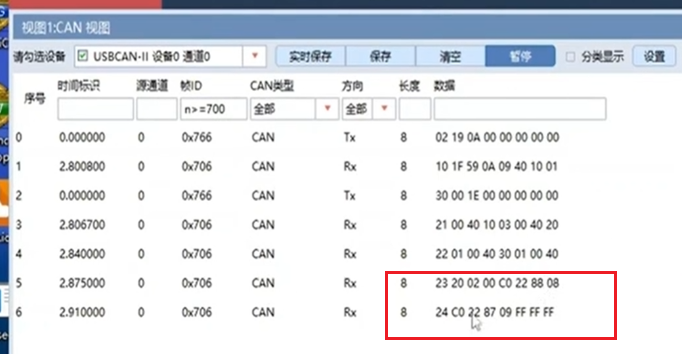 视图1:CAN 视图
请勾选设备 USBCAN-II 设备0 通道0 实时保存 保存 清空 暂停 分类显示 设置
序号 时间标识 源通道 帧ID CAN类型 方向 长度 数据
n>=700 全部 全部
0 0.000000 0 0x766 CAN Tx 8 02 19 0A 00 00 00 00 00
1 2.800800 0 0x706 CAN Rx 8 10 1F 59 0A 09 40 10 01
2 0.000000 0 0x766 CAN Tx 8 30 00 1E 00 00 00 00 00
3 2.806700 0 0x706 CAN Rx 8 21 00 40 10 03 00 40 20
4 2.840000 0 0x706 CAN Rx 8 22 01 00 40 30 01 00 40
5 2.875000 0 0x706 CAN Rx 8 23 20 02 00 C0 22 88 08
6 2.910000 0 0x706 CAN Rx 8 24 C0 22 87 09 FF FF FF